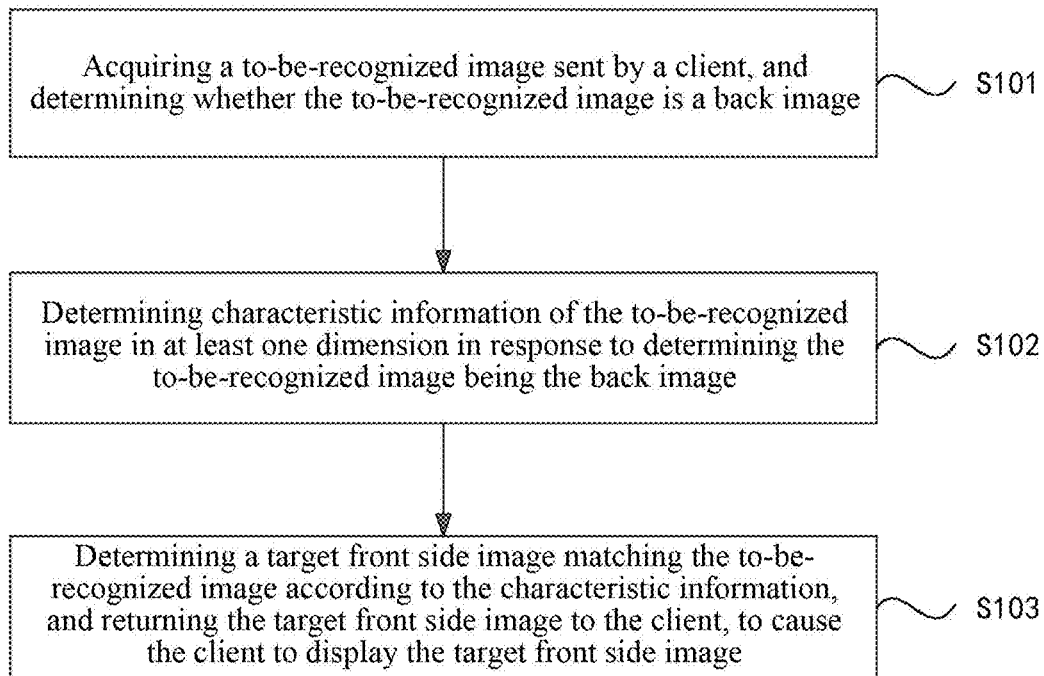 Acquiring a to-be-recognized image sent by a client, and
determining whether the to-be-recognized image is a back image
S101
Determining characteristic information of the to-be-recognized
image in at least one dimension in response to determining the
to-be-recognized image being the back image
S102
Determining a target front side image matching the to-be-
recognized image according to the characteristic information,
and returning the target front side image to the client, to cause
the client to display the target front side image
S103